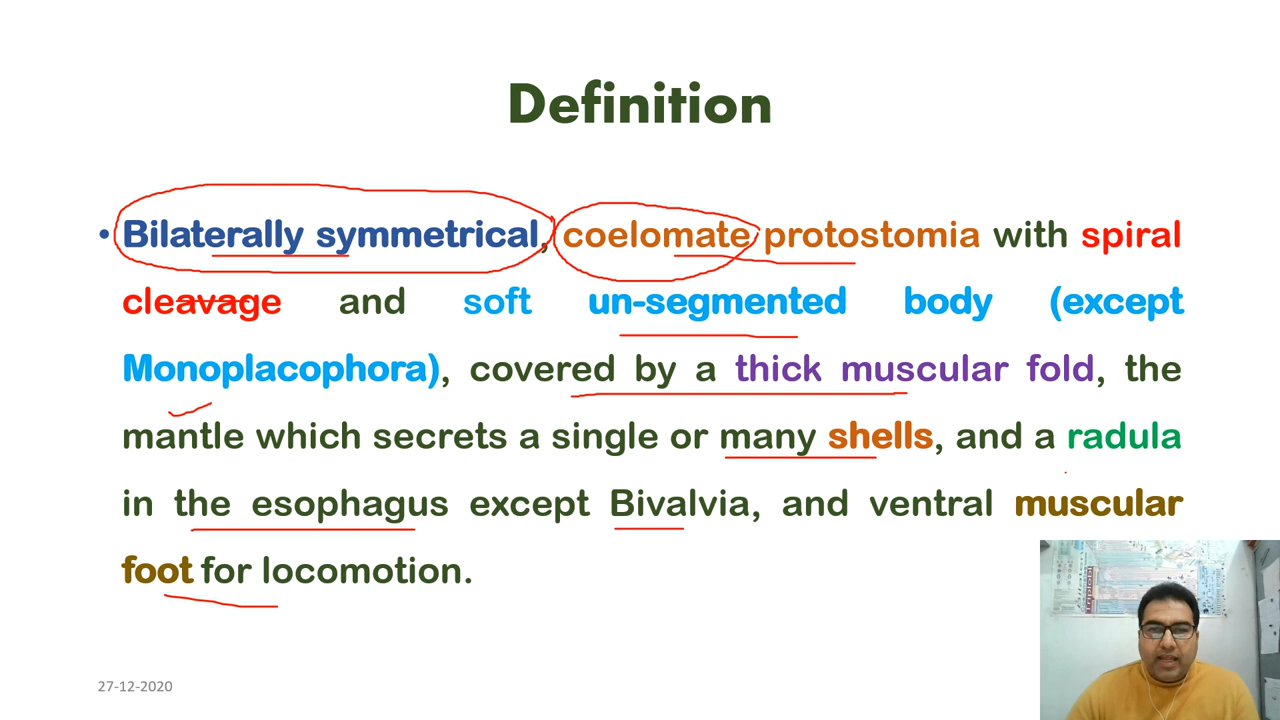 Definition
• Bilaterally symmetrical, coelomate protostomia with spiral
cleavage and soft un-segmented body (except
Monoplacophora), covered by a thick muscular fold, the
mantle which secrets a single or many shells, and a radula
in the esophagus except Bivalvia, and ventral muscular
foot for locomotion.
27-12-2020